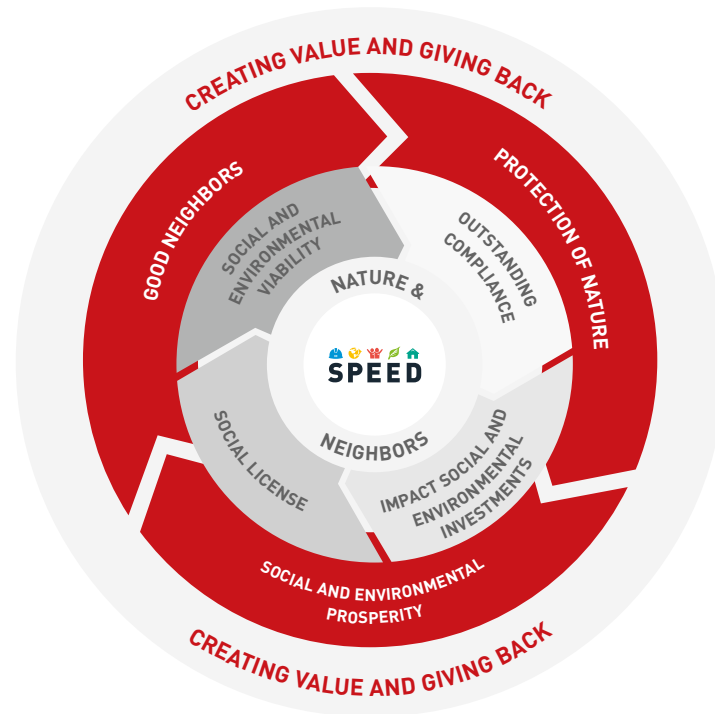 CREATING VALUE AND GIVING BACK
GOOD NEIGHBORS
PROTECTION OF NATURE
SOCIAL AND
ENVIRONMENTAL
VIABILITY
OUTSTANDING
COMPLIANCE
NATURE &
SPEED
NEIGHBORS
SOCIAL LICENSE
IMPACT SOCIAL AND
ENVIRONMENTAL
INVESTMENTS
SOCIAL AND ENVIRONMENTAL
PROSPERITY
CREATING VALUE AND GIVING BACK